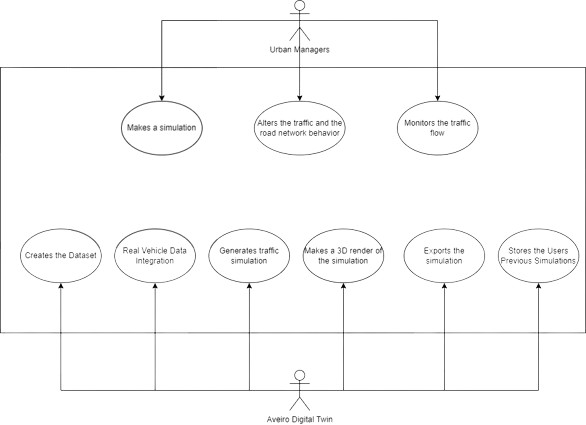 Urban Managers
Makes a simulation
Alters the traffic and the
road network behavior
Monitors the traffic
flow
Creates the Dataset
Real Vehicle Data
Integration
Generates traffic
simulation
Makes a 3D render of
the simulation
Exports the
simulation
Stores the Users
Previous Simulations
Aveiro Digital Twin